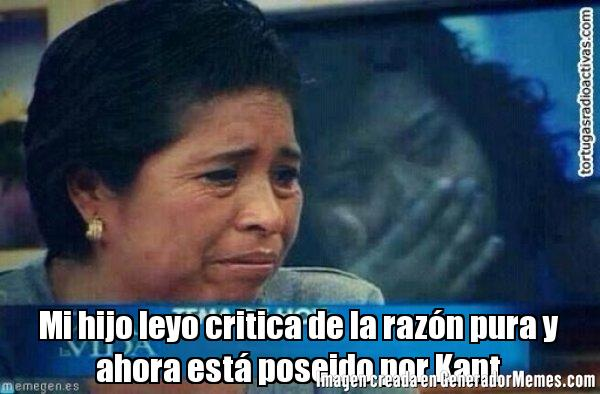 tortugasradioactivas.com
Mi hijo leyo critica de la razón pura y
VIDA
ahora está poseido por Kant
Imagen creada en GeneradorMemes.com
memegen.es